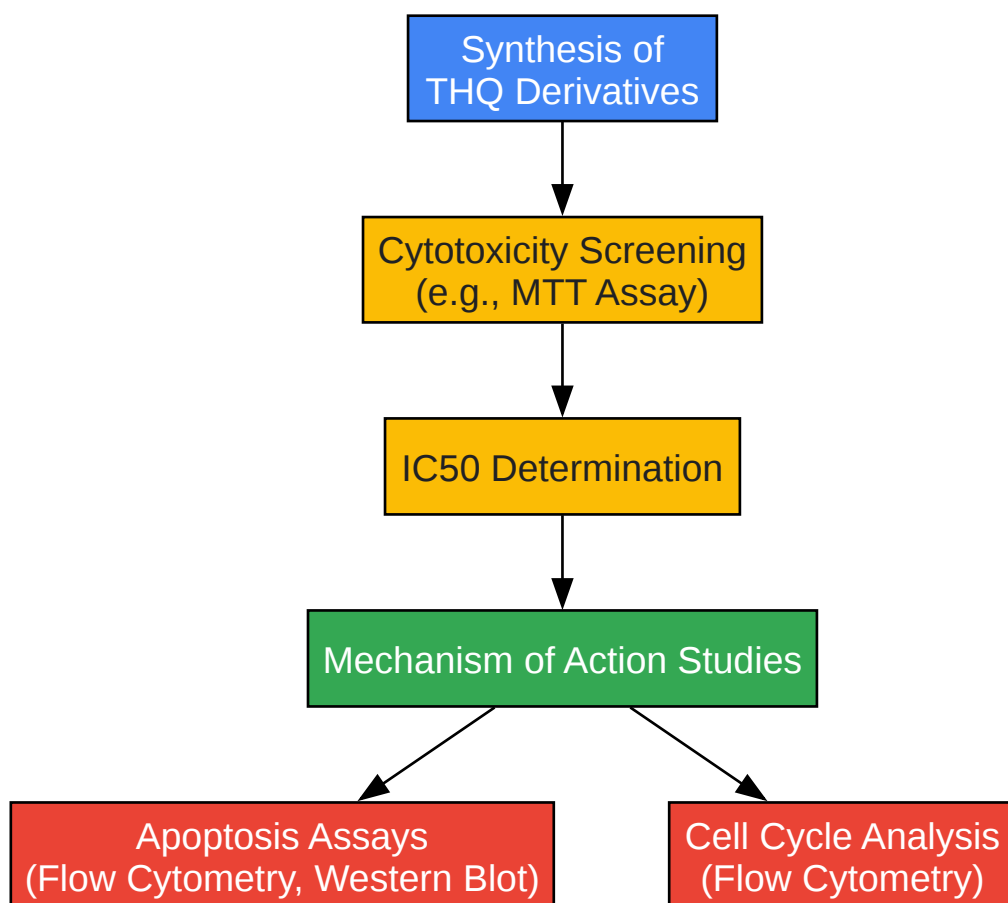 Synthesis of
THQ Derivatives
Cytotoxicity Screening
(e.g., MTT Assay)
IC50 Determination
Mechanism of Action Studies
Apoptosis Assays
(Flow Cytometry, Western Blot)
Cell Cycle Analysis
(Flow Cytometry)